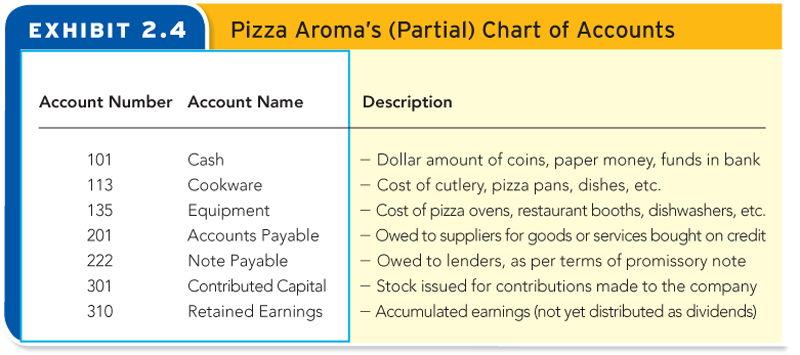 EXHIBIT 2.4 Pizza Aroma's (Partial) Chart of Accounts
Account Number Account Name Description
101 Cash – Dollar amount of coins, paper money, funds in bank
113 Cookware – Cost of cutlery, pizza pans, dishes, etc.
135 Equipment – Cost of pizza ovens, restaurant booths, dishwashers, etc.
201 Accounts Payable – Owed to suppliers for goods or services bought on credit
222 Note Payable – Owed to lenders, as per terms of promissory note
301 Contributed Capital – Stock issued for contributions made to the company
310 Retained Earnings – Accumulated earnings (not yet distributed as dividends)